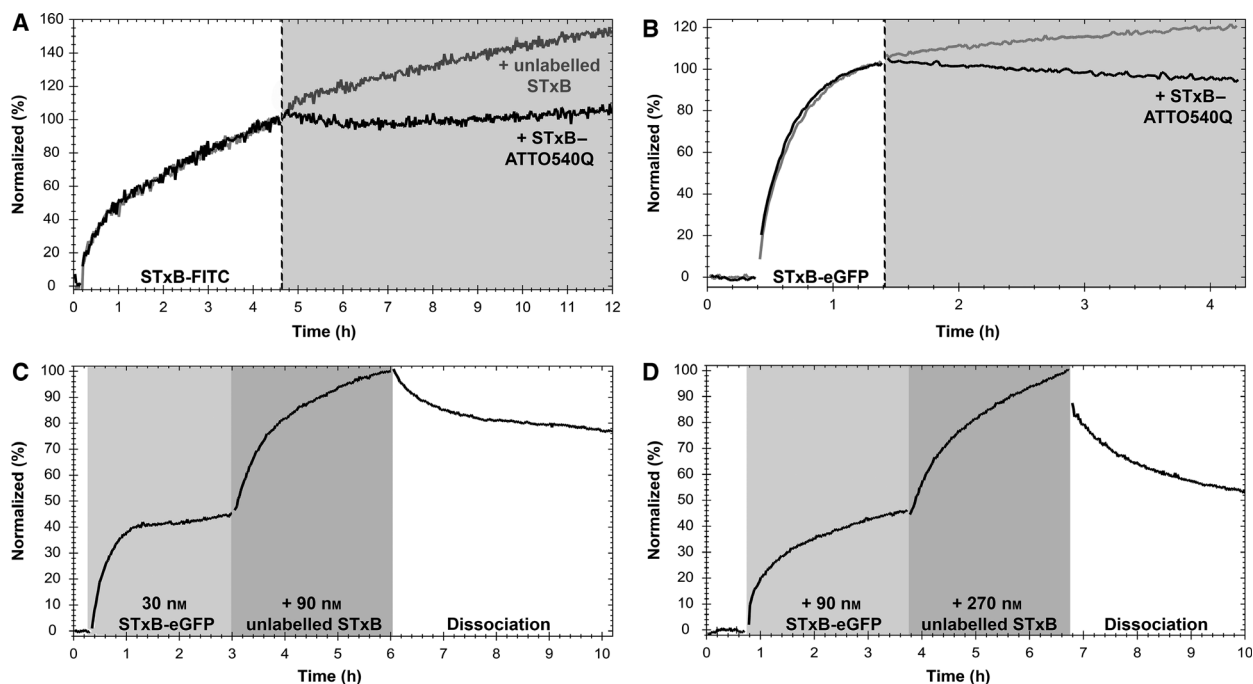 A
Normalized (%)
160
140
120
100
80
60
40
20
0
+ unlabelled
STxB
+ STxB–
ATTO540Q
STxB-FITC
0 1 2 3 4 5 6 7 8 9 10 11 12
Time (h)
B
Normalized (%)
120
100
80
60
40
20
0
+ STxB–
ATTO540Q
STxB-eGFP
0 1 2 3 4
Time (h)
C
Normalized (%)
100
90
80
70
60
50
40
30
20
10
0
30 nM
STxB-eGFP
+ 90 nM
unlabelled STxB
Dissociation
0 1 2 3 4 5 6 7 8 9 10
Time (h)
D
Normalized (%)
100
90
80
70
60
50
40
30
20
10
0
+ 90 nM
STxB-eGFP
+ 270 nM
unlabelled STxB
Dissociation
0 1 2 3 4 5 6 7 8 9 10
Time (h)